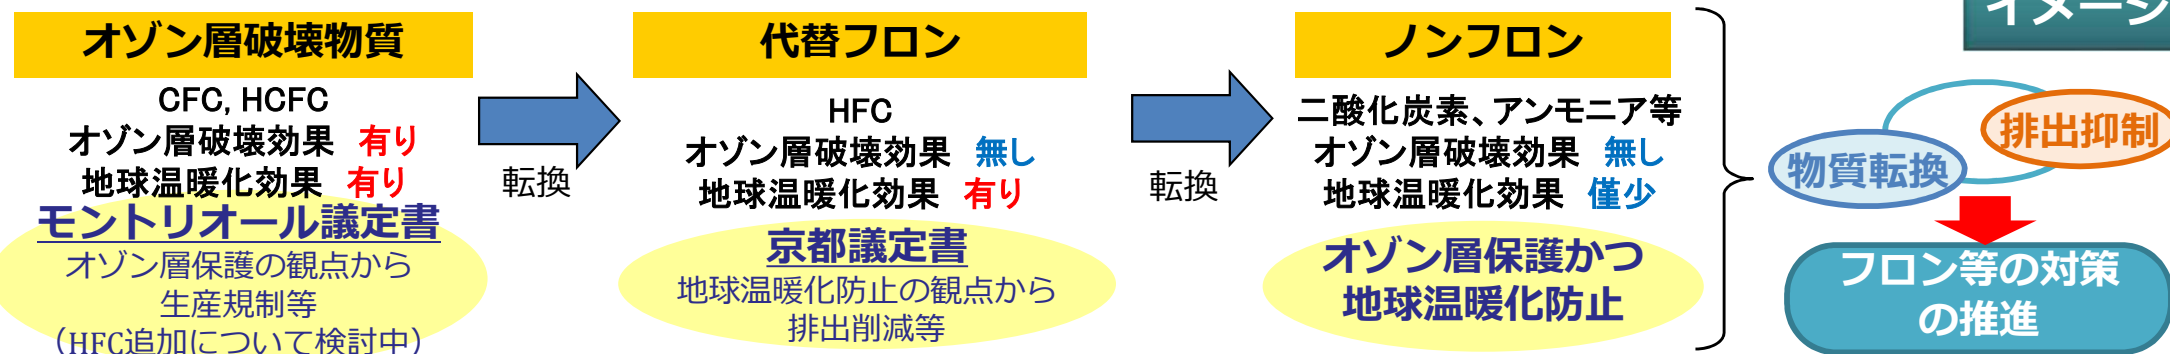 オゾン層破壊物質
CFC, HCFC
オゾン層破壊効果 有り
地球温暖化効果 有り
モントリオール議定書
オゾン層保護の観点から
生産規制等
（HFC追加について検討中）
転換
代替フロン
HFC
オゾン層破壊効果 無し
地球温暖化効果 有り
京都議定書
地球温暖化防止の観点から
排出削減等
転換
ノンフロン
二酸化炭素、アンモニア等
オゾン層破壊効果 無し
地球温暖化効果 僅少
オゾン層保護かつ
地球温暖化防止
イメージ
排出抑制
物質転換
フロン等の対策
の推進